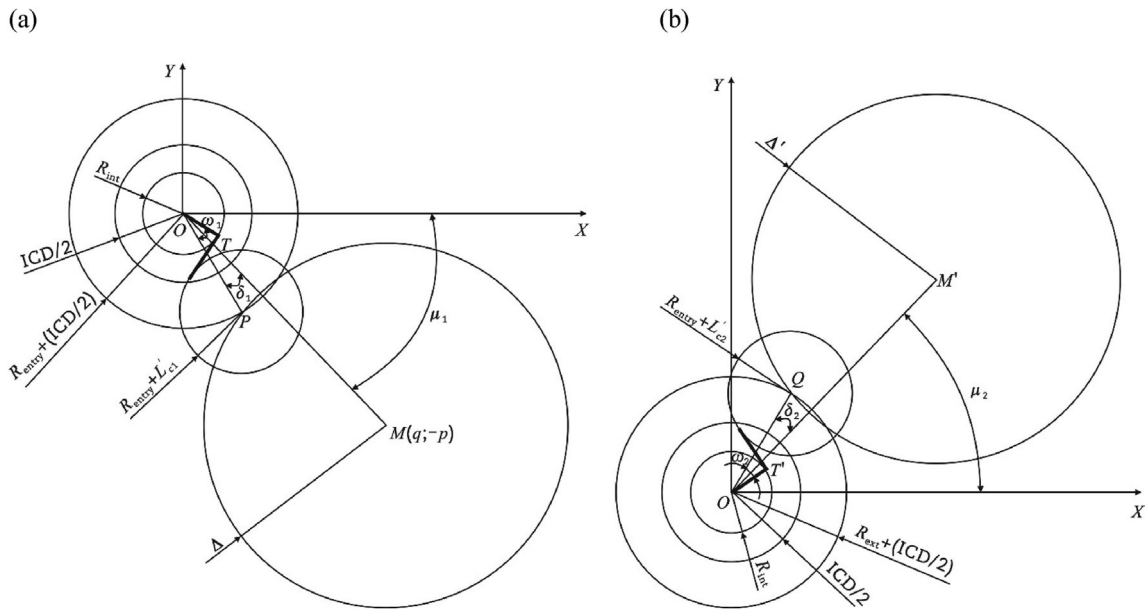 (a)
Y
R_int
ω₁
O
T
X
ICD/2
δ₁
R_entry+(ICD/2)
P
μ₁
R_entry+L'_c1
M(q;-p)
Δ
(b)
Y
Δ'
M'
R_entry+L'_c2
Q
μ₂
δ₂
ω₂
T'
O
X
R_ext+(ICD/2)
ICD/2
R_int